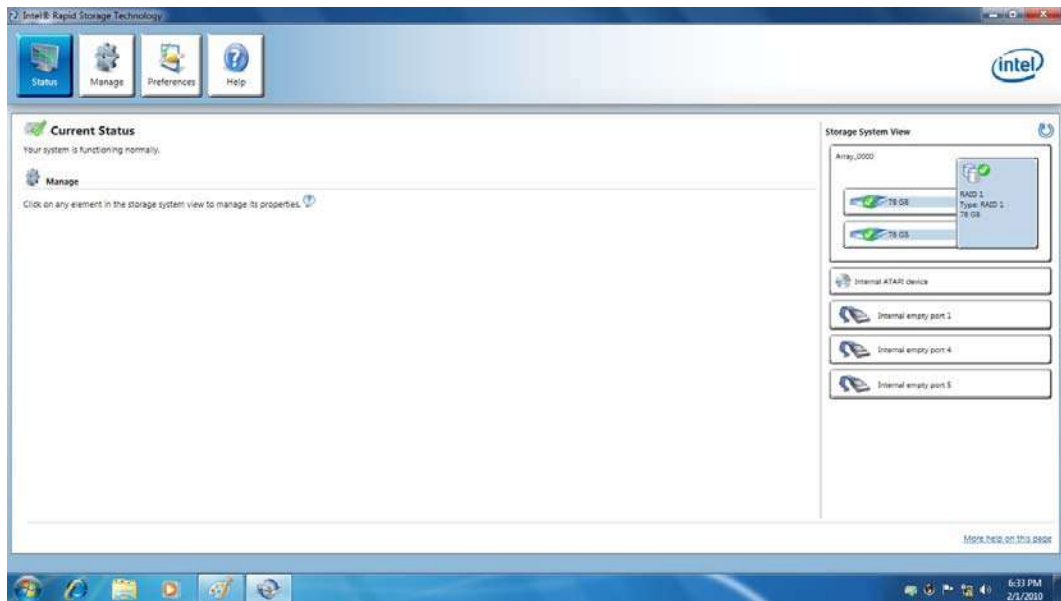 Intel® Rapid Storage Technology
Status
Manage
Preferences
Help
intel
Current Status
Your system is functioning normally.
Manage
Click on any element in the storage system view to manage its properties.
Storage System View
Array_0000
RAID 1
Type: RAID 1
76 GB
76 GB
76 GB
Internal ATAPI device
Internal empty port 1
Internal empty port 4
Internal empty port 5
More help on this page
6:33 PM
2/1/2010